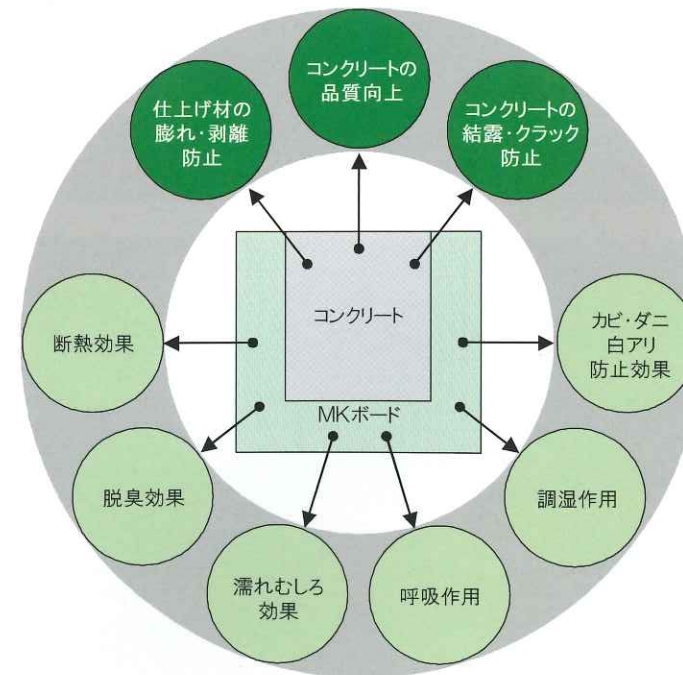 コンクリートの
品質向上
仕上げ材の
膨れ・剥離
防止
コンクリートの
結露・クラック
防止
コンクリート
MKボード
断熱効果
カビ・ダニ
白アリ
防止効果
脱臭効果
調湿作用
濡れむしろ
効果
呼吸作用